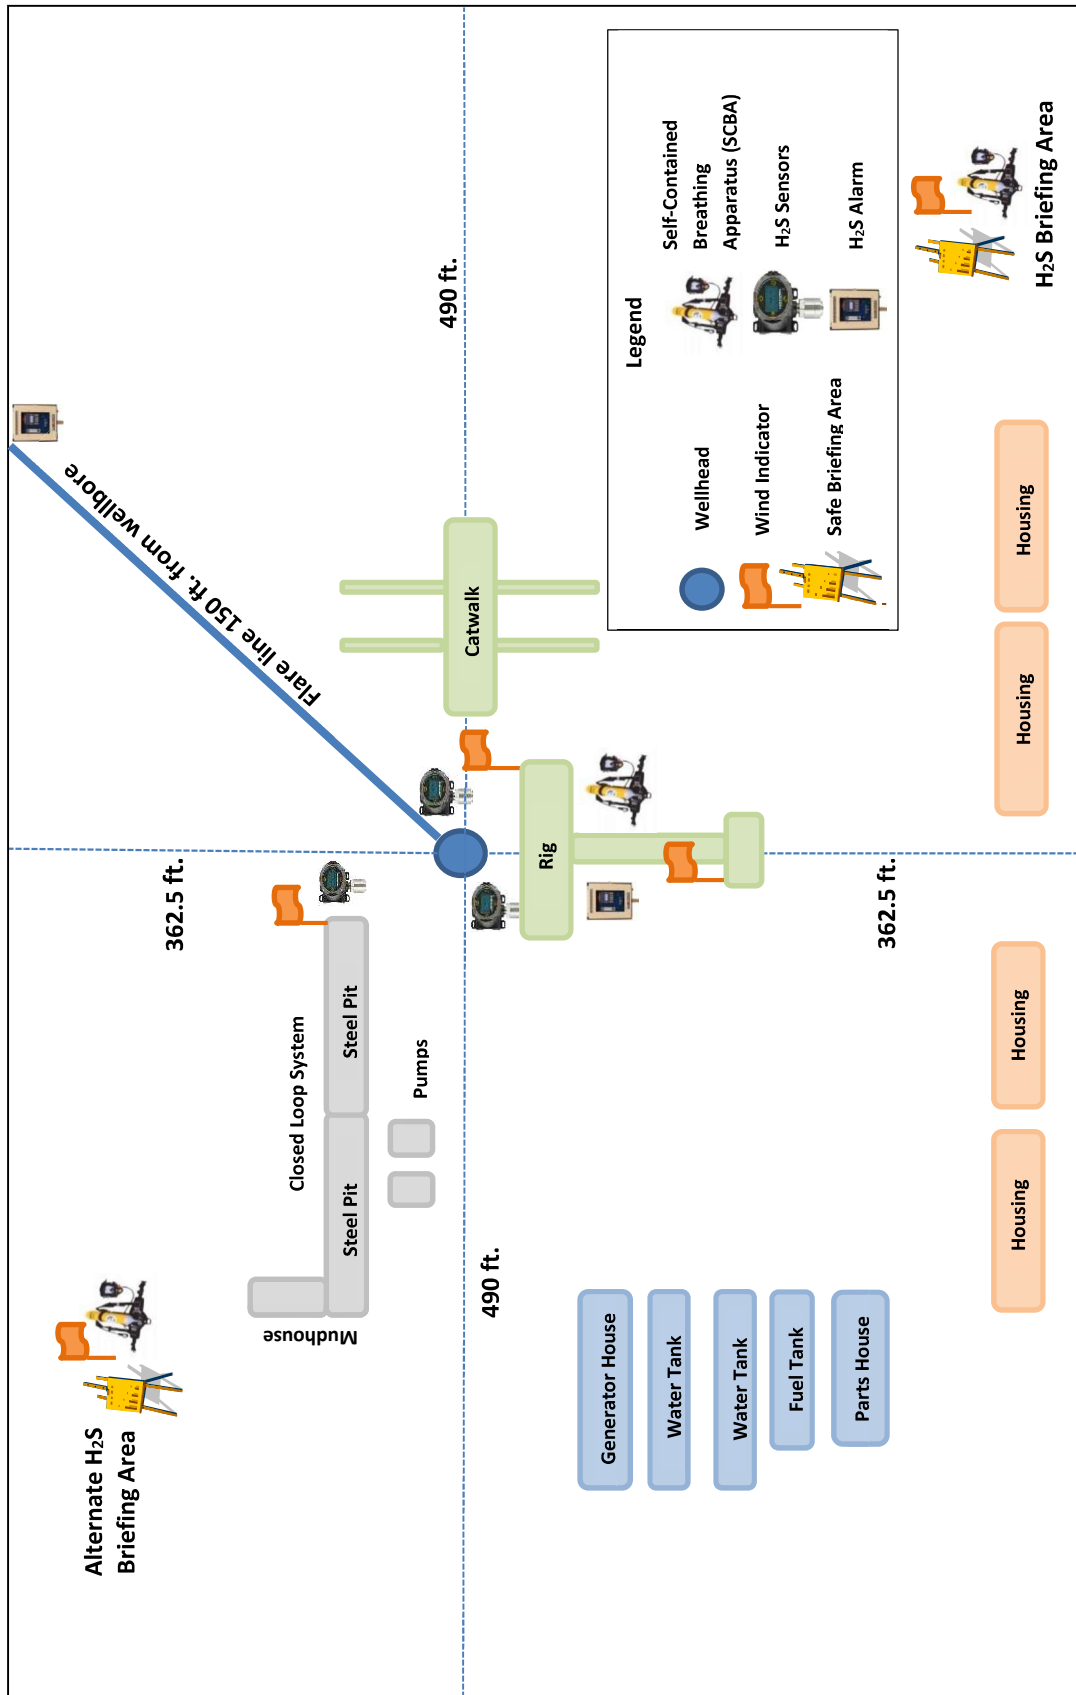 Alternate H₂S
Briefing Area
Mudhouse
Closed Loop System
Steel Pit
Steel Pit
Pumps
362.5 ft.
Flare line 150 ft. from wellbore
490 ft.
490 ft.
Catwalk
Rig
Generator House
Water Tank
Water Tank
Fuel Tank
Parts House
362.5 ft.
Legend
Wellhead
Wind Indicator
Safe Briefing Area
Self-Contained
Breathing
Apparatus (SCBA)
H₂S Sensors
H₂S Alarm
Housing
Housing
Housing
Housing
H₂S Briefing Area